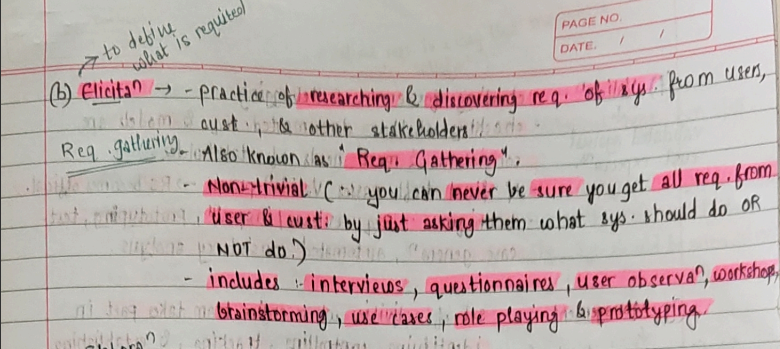 PAGE NO.
DATE. / /
→ to define
what is required
(b) Elicitaⁿ → - practice of researching & discovering req. of sys. from users,
cust. & other stakeholders.
Req. gathering
- Also known as "Req. Gathering".
- Non-trivial (∵ you can never be sure you get all req. from
user & cust. by just asking them what sys. should do OR
NOT do.)
- includes :- interviews, questionnaires, user observaⁿ, workshop,
brainstorming, use cases, role playing & prototyping.